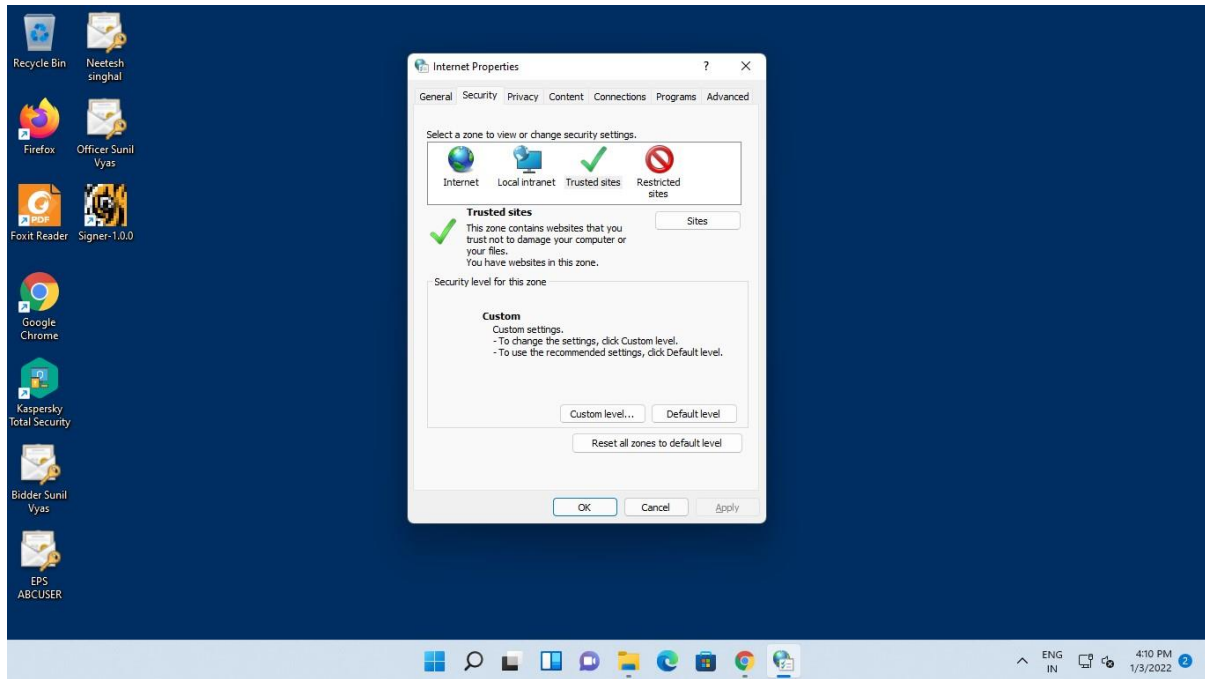 Recycle Bin
Neetesh
singhal
Firefox
Officer Sunil
Vyas
PDF
Foxit Reader
Signer-1.0.0
Google
Chrome
Kaspersky
Total Security
Bidder Sunil
Vyas
EPS
ABCUSER
Internet Properties
?
General Security Privacy Content Connections Programs Advanced
Select a zone to view or change security settings.
Internet
Local intranet
Trusted sites
Restricted
sites
Trusted sites
Sites
This zone contains websites that you
trust not to damage your computer or
your files.
You have websites in this zone.
Security level for this zone
Custom
Custom settings.
- To change the settings, click Custom level.
- To use the recommended settings, click Default level.
Custom level...
Default level
Reset all zones to default level
OK
Cancel
Apply
ENG
IN
4:10 PM
1/3/2022
2